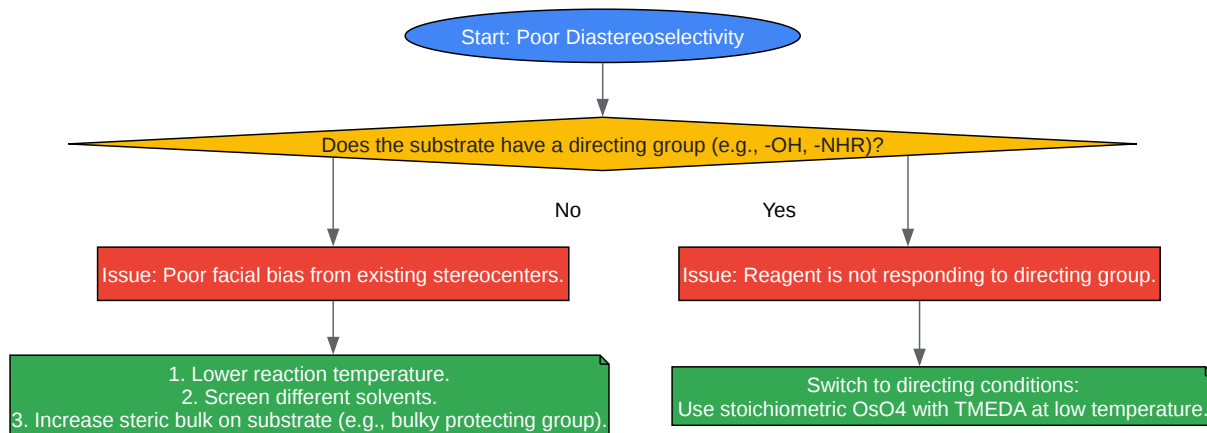 Start: Poor Diastereoselectivity
Does the substrate have a directing group (e.g., -OH, -NHR)?
No
Yes
Issue: Poor facial bias from existing stereocenters.
Issue: Reagent is not responding to directing group.
1. Lower reaction temperature.
2. Screen different solvents.
3. Increase steric bulk on substrate (e.g., bulky protecting group).
Switch to directing conditions:
Use stoichiometric OsO4 with TMEDA at low temperature.